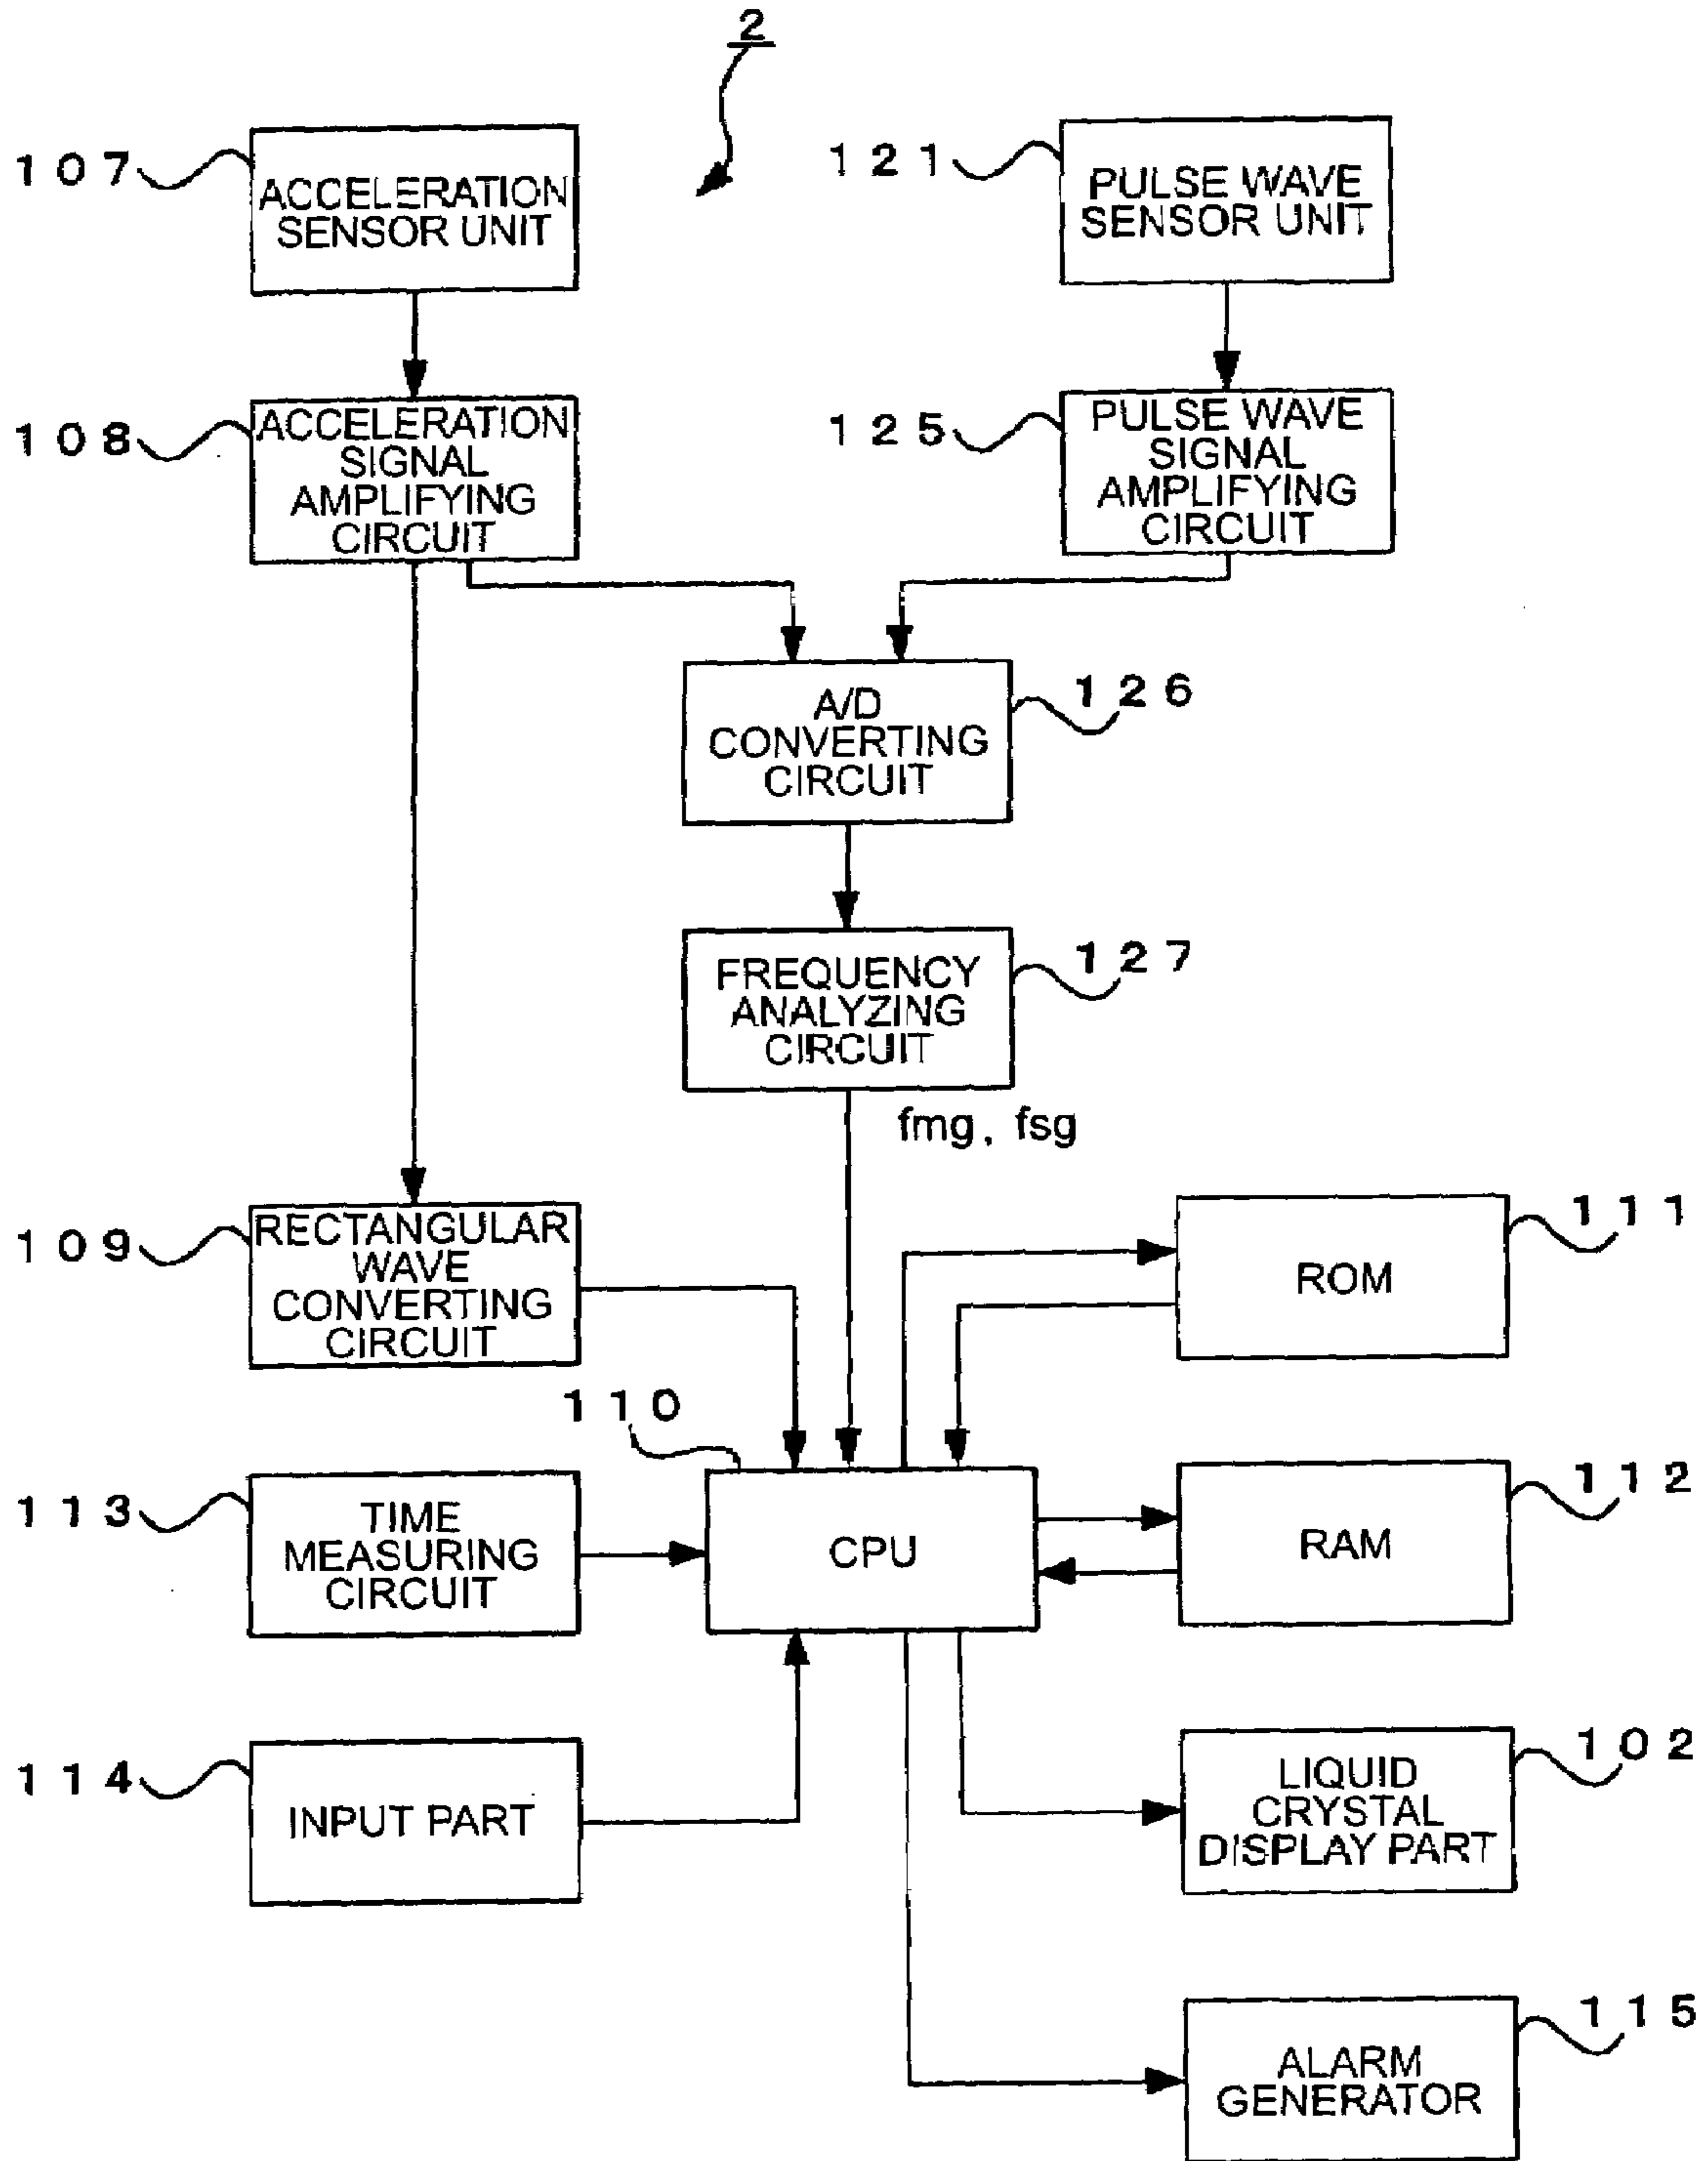 2
107
ACCELERATION
SENSOR UNIT
121
PULSE WAVE
SENSOR UNIT
108
ACCELERATION
SIGNAL
AMPLIFYING
CIRCUIT
125
PULSE WAVE
SIGNAL
AMPLIFYING
CIRCUIT
A/D
CONVERTING
CIRCUIT
126
FREQUENCY
ANALYZING
CIRCUIT
127
fmg, fsg
109
RECTANGULAR
WAVE
CONVERTING
CIRCUIT
ROM
111
110
CPU
113
TIME
MEASURING
CIRCUIT
RAM
112
114
INPUT PART
LIQUID
CRYSTAL
DISPLAY PART
102
ALARM
GENERATOR
115